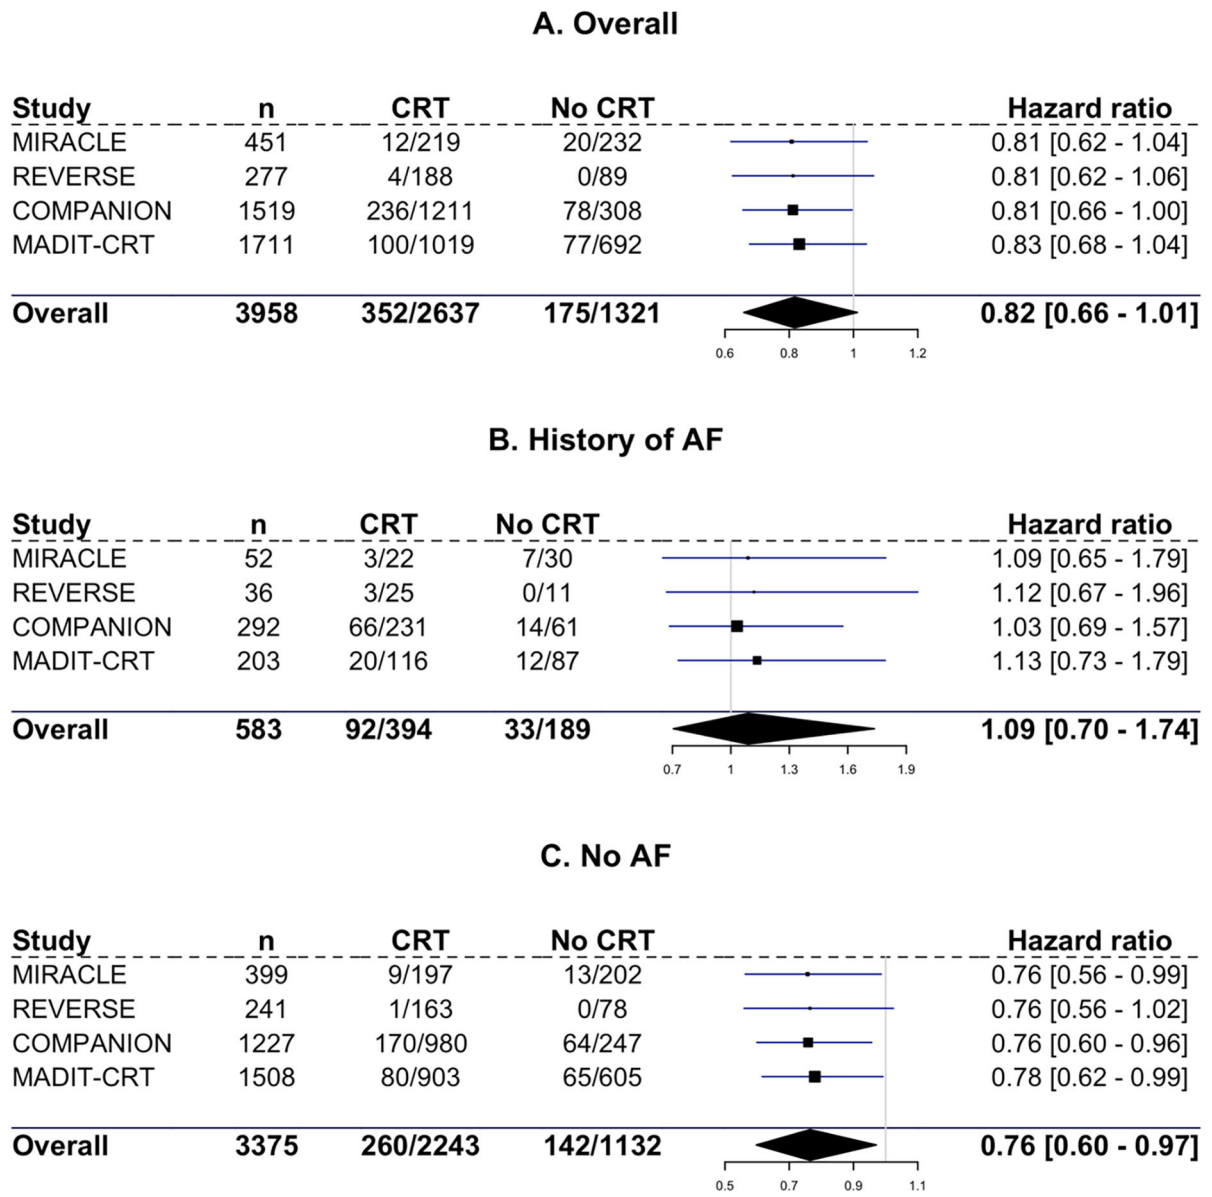 A. Overall
Study n CRT No CRT Hazard ratio
MIRACLE 451 12/219 20/232 0.81 [0.62 - 1.04]
REVERSE 277 4/188 0/89 0.81 [0.62 - 1.06]
COMPANION 1519 236/1211 78/308 0.81 [0.66 - 1.00]
MADIT-CRT 1711 100/1019 77/692 0.83 [0.68 - 1.04]
Overall 3958 352/2637 175/1321 0.82 [0.66 - 1.01]
0.6 0.8 1 1.2
B. History of AF
Study n CRT No CRT Hazard ratio
MIRACLE 52 3/22 7/30 1.09 [0.65 - 1.79]
REVERSE 36 3/25 0/11 1.12 [0.67 - 1.96]
COMPANION 292 66/231 14/61 1.03 [0.69 - 1.57]
MADIT-CRT 203 20/116 12/87 1.13 [0.73 - 1.79]
Overall 583 92/394 33/189 1.09 [0.70 - 1.74]
0.7 1 1.3 1.6 1.9
C. No AF
Study n CRT No CRT Hazard ratio
MIRACLE 399 9/197 13/202 0.76 [0.56 - 0.99]
REVERSE 241 1/163 0/78 0.76 [0.56 - 1.02]
COMPANION 1227 170/980 64/247 0.76 [0.60 - 0.96]
MADIT-CRT 1508 80/903 65/605 0.78 [0.62 - 0.99]
Overall 3375 260/2243 142/1132 0.76 [0.60 - 0.97]
0.5 0.7 0.9 1.1